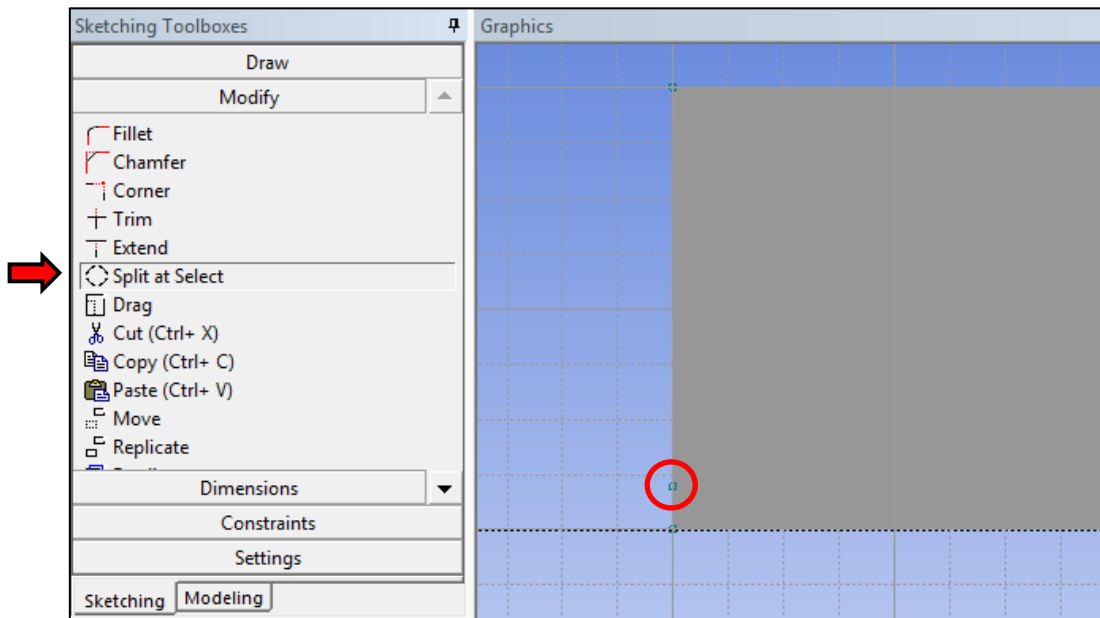 Sketching Toolboxes
Graphics
Draw
Modify
Fillet
Chamfer
Corner
Trim
Extend
Split at Select
Drag
Cut (Ctrl+ X)
Copy (Ctrl+ C)
Paste (Ctrl+ V)
Move
Replicate
Dimensions
Constraints
Settings
Sketching Modeling